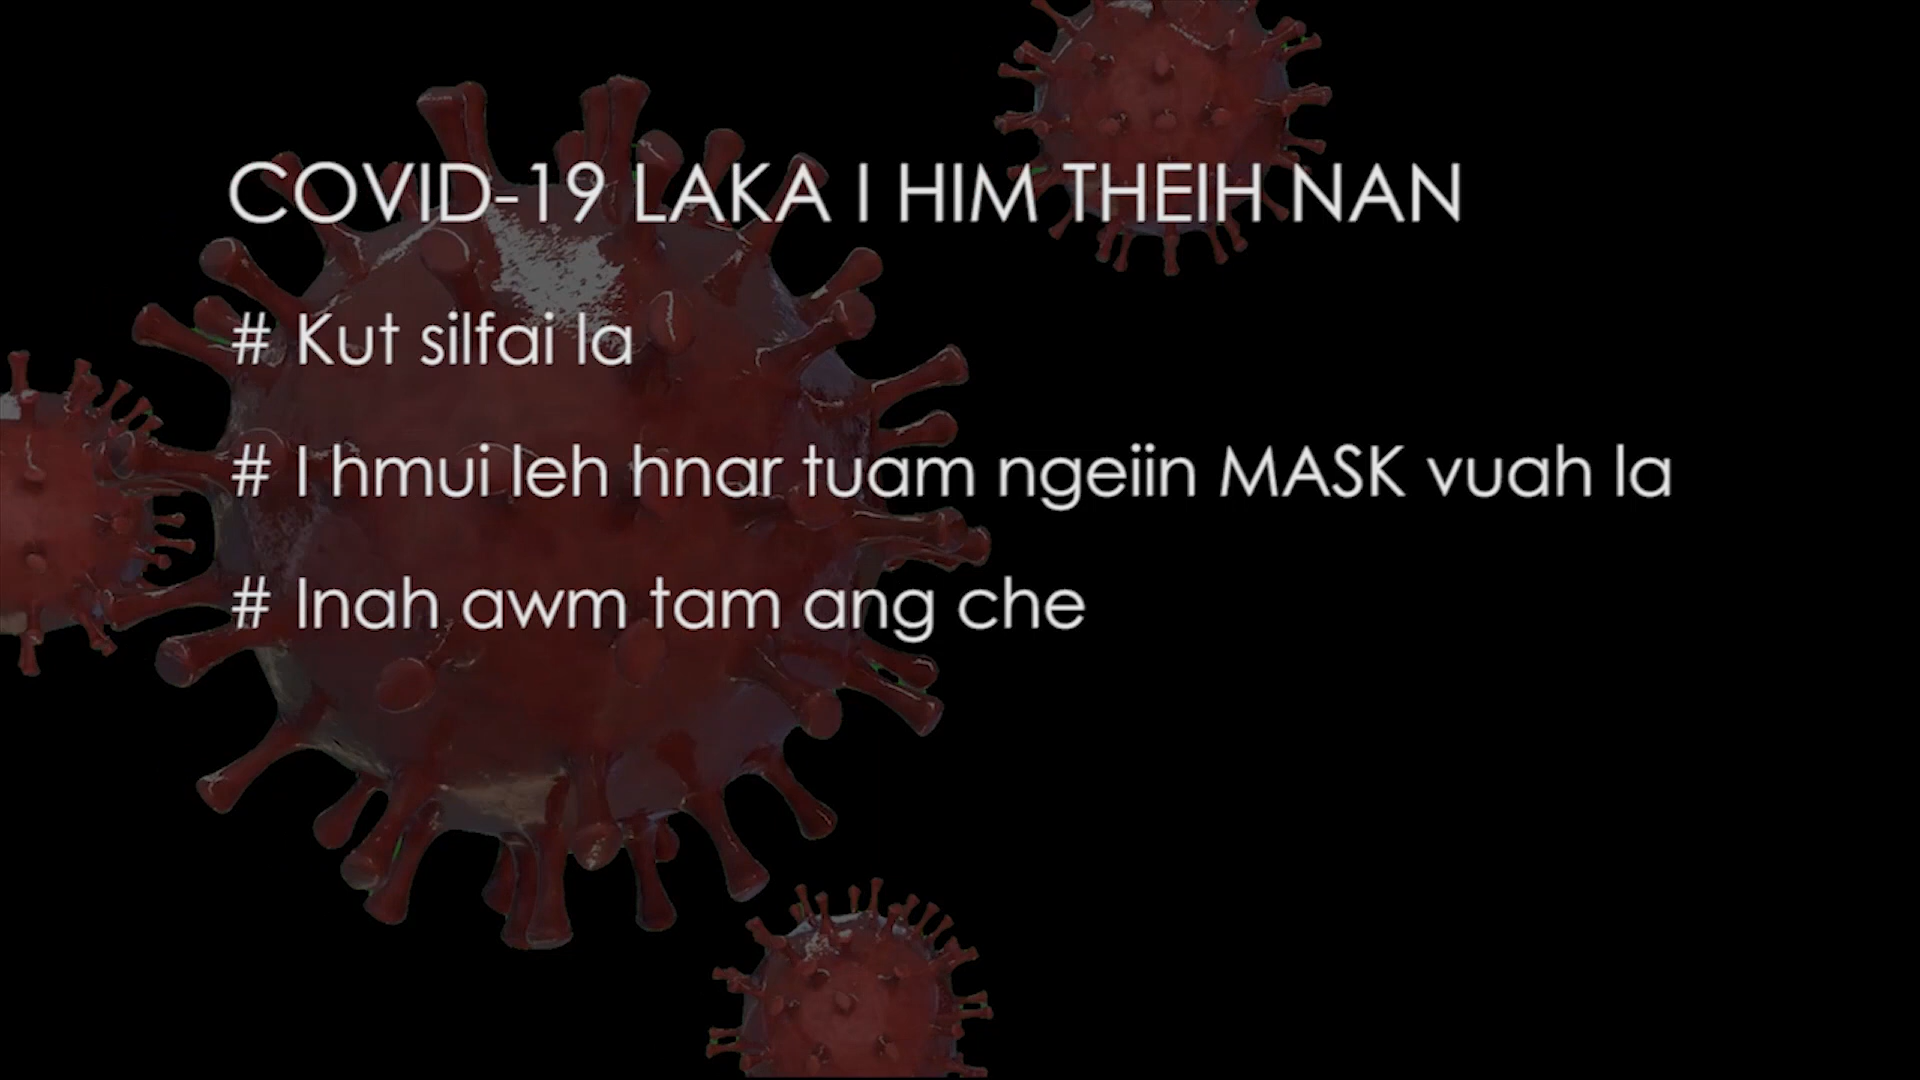 COVID-19 LAKA I HIM THEIH NAN
# Kut silfai la
# I hmui leh hnar tuam ngeiin MASK vuah la
# Inah awm tam ang che